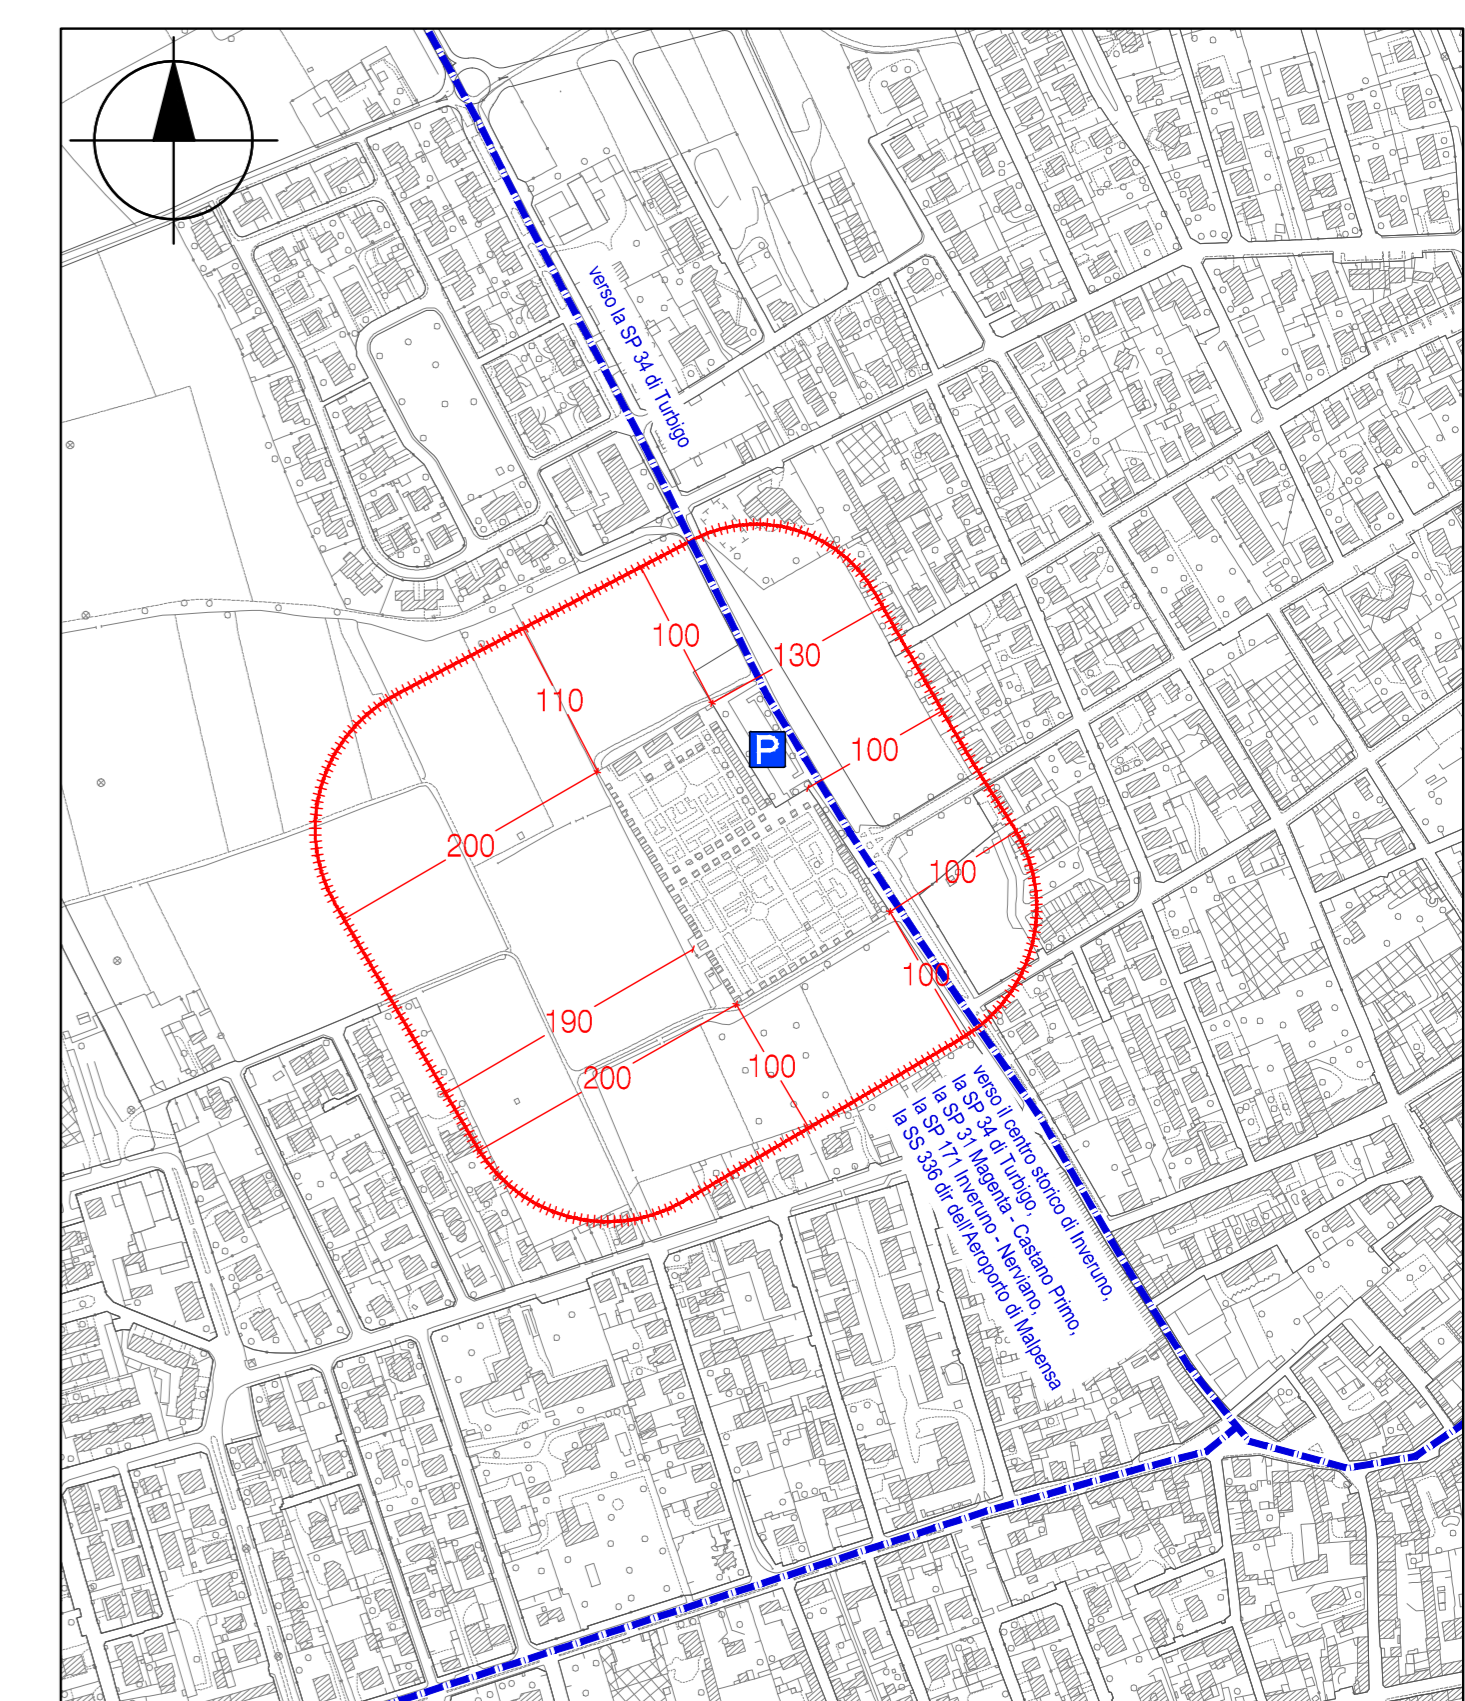 verso la SP 34 di Turbigo
100
130
110
P
100
200
100
100
190
200
100
verso il centro storico di Inveruno,
la SP 34 di Turbigo,
la SP 31 Magenta - Castano Primo,
la SP 171 Inveruno - Nerviano,
la SS 336 dir dell'Aeroporto di Malpensa